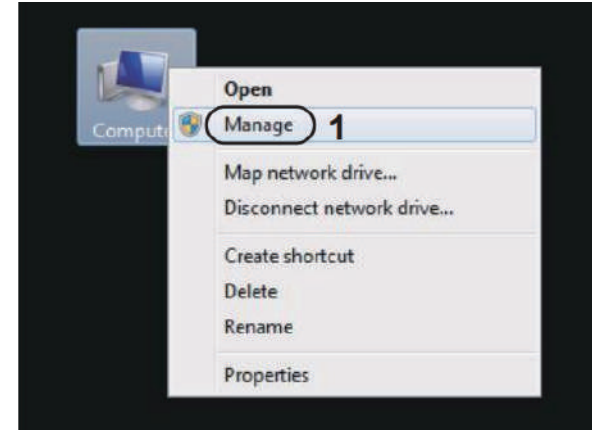 Compute
Open
Manage 1
Map network drive...
Disconnect network drive...
Create shortcut
Delete
Rename
Properties